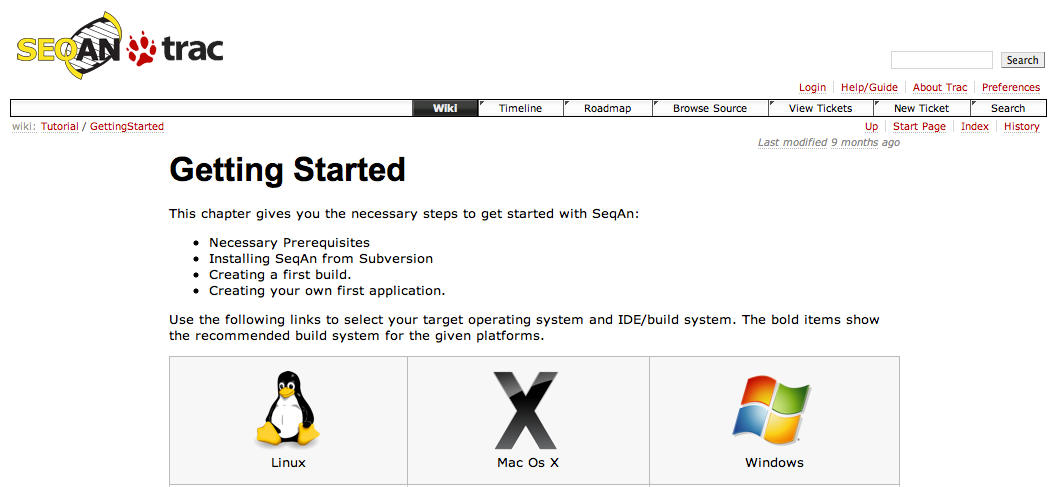 SEQAN trac
Search
Login Help/Guide About Trac Preferences
Wiki Timeline Roadmap Browse Source View Tickets New Ticket Search
wiki: Tutorial / GettingStarted Up Start Page Index History
Last modified 9 months ago
Getting Started
This chapter gives you the necessary steps to get started with SeqAn:
• Necessary Prerequisites
• Installing SeqAn from Subversion
• Creating a first build.
• Creating your own first application.
Use the following links to select your target operating system and IDE/build system. The bold items show
the recommended build system for the given platforms.
Linux Mac Os X Windows